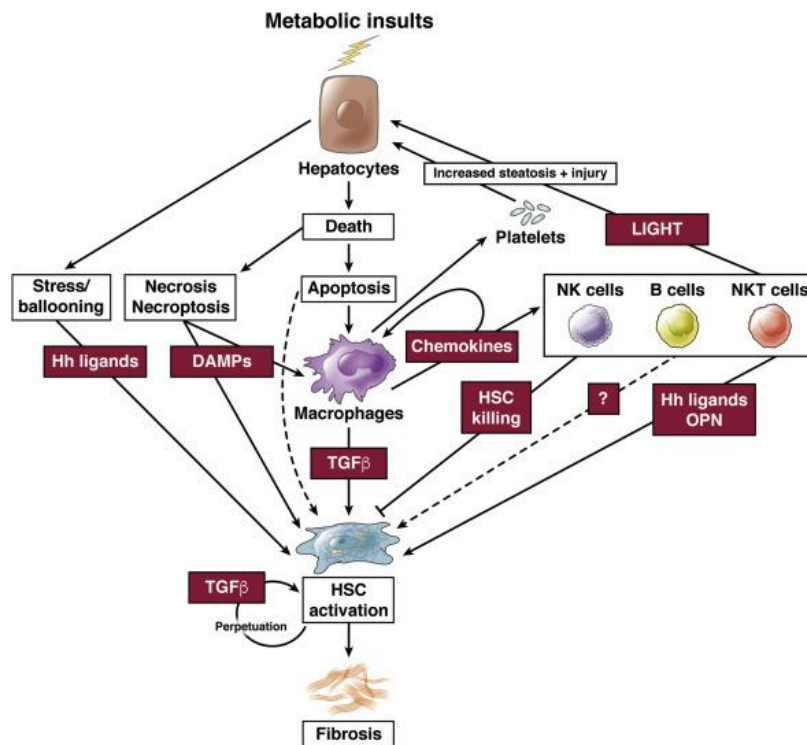 Metabolic insults
Hepatocytes
Increased steatosis + injury
Death
Platelets
LIGHT
Stress/
ballooning
Necrosis
Necroptosis
Apoptosis
NK cells
B cells
NKT cells
Hh ligands
DAMPs
Chemokines
Macrophages
HSC
killing
?
Hh ligands
OPN
TGFβ
TGFβ
Perpetuation
HSC
activation
Fibrosis